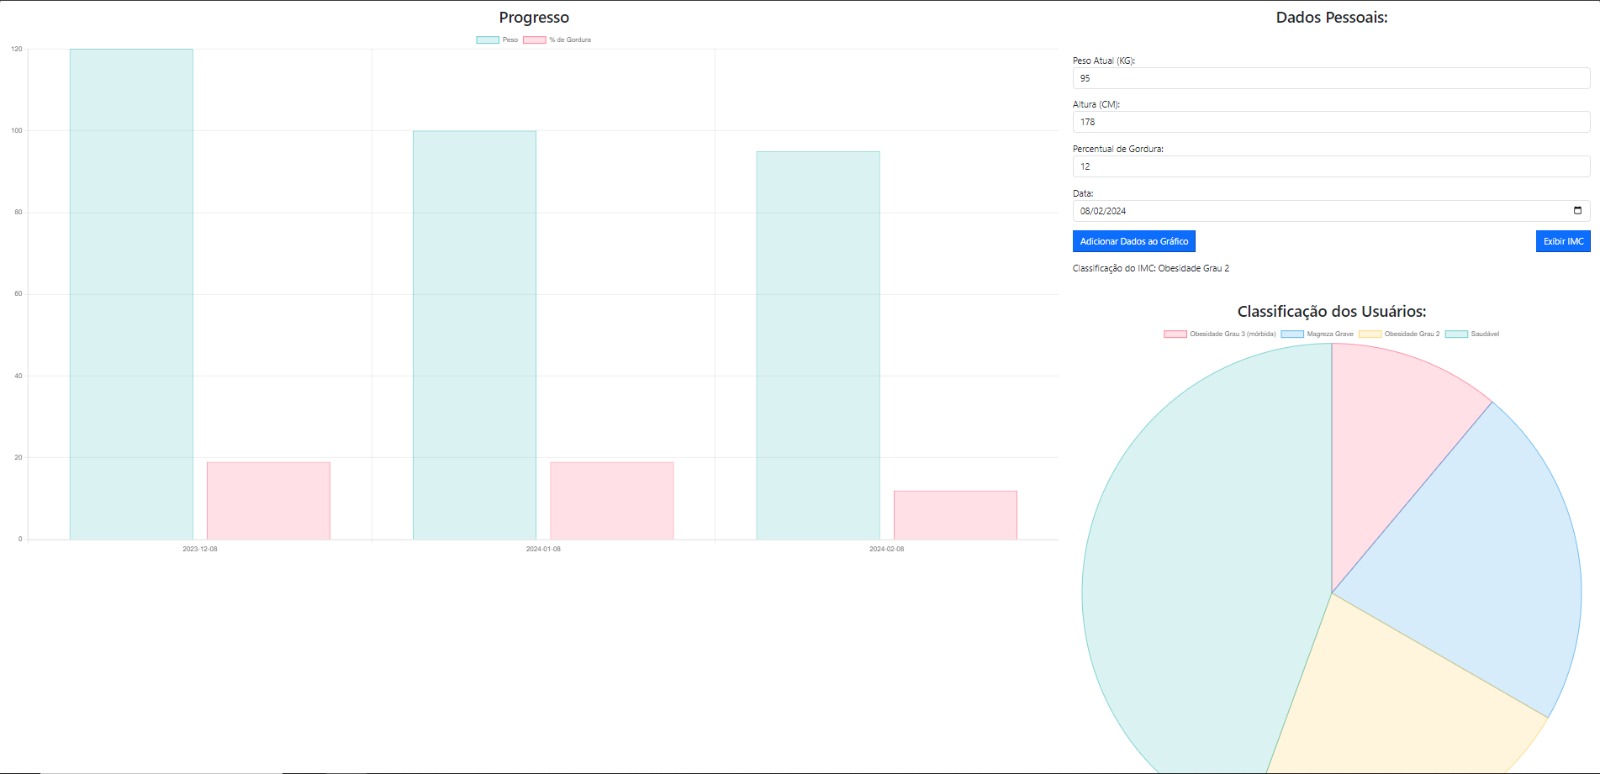 Progresso
Peso % de Gordura
120
100
80
60
40
20
0
2023-12-08 2024-01-08 2024-02-08
Dados Pessoais:
Peso Atual (KG):
95
Altura (CM):
178
Percentual de Gordura:
12
Data:
08/02/2024
Adicionar Dados ao Gráfico Exibir IMC
Classificação do IMC: Obesidade Grau 2
Classificação dos Usuários:
Obesidade Grau 3 (mórbida) Magreza Grave Obesidade Grau 2 Saudável